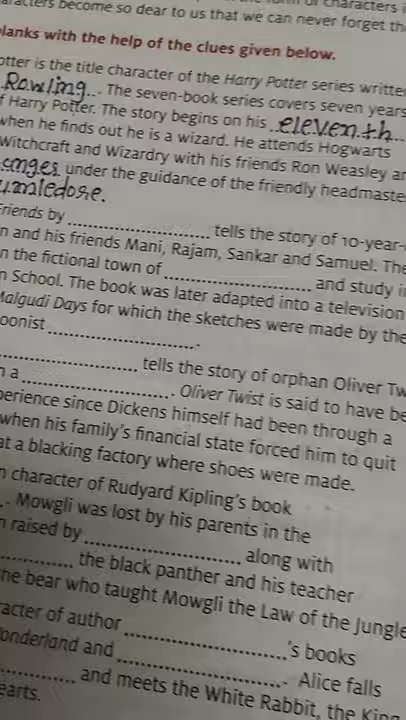 aracters become so dear to us that we can never forget th
lanks with the help of the clues given below.
otter is the title character of the Harry Potter series writte
Rowling. The seven-book series covers seven years
f Harry Potter. The story begins on his eleventh
when he finds out he is a wizard. He attends Hogwarts
Witchcraft and Wizardry with his friends Ron Weasley an
under the guidance of the friendly headmaste
Friends by .................... tells the story of 10-year-
n and his friends Mani, Rajam, Sankar and Samuel. The
n the fictional town of .................... and study i
n School. The book was later adapted into a television
Malgudi Days for which the sketches were made by the
oonist ....................
.................... tells the story of orphan Oliver Tw
n a .................... . Oliver Twist is said to have be
perience since Dickens himself had been through a
when his family's financial state forced him to quit
at a blacking factory where shoes were made.
n character of Rudyard Kipling's book
. Mowgli was lost by his parents in the
n raised by .................... along with
............ the black panther and his teacher
he bear who taught Mowgli the Law of the Jungle
racter of author .................... 's books
onderland and .................... . Alice falls
............ and meets the White Rabbit, the King
earts.